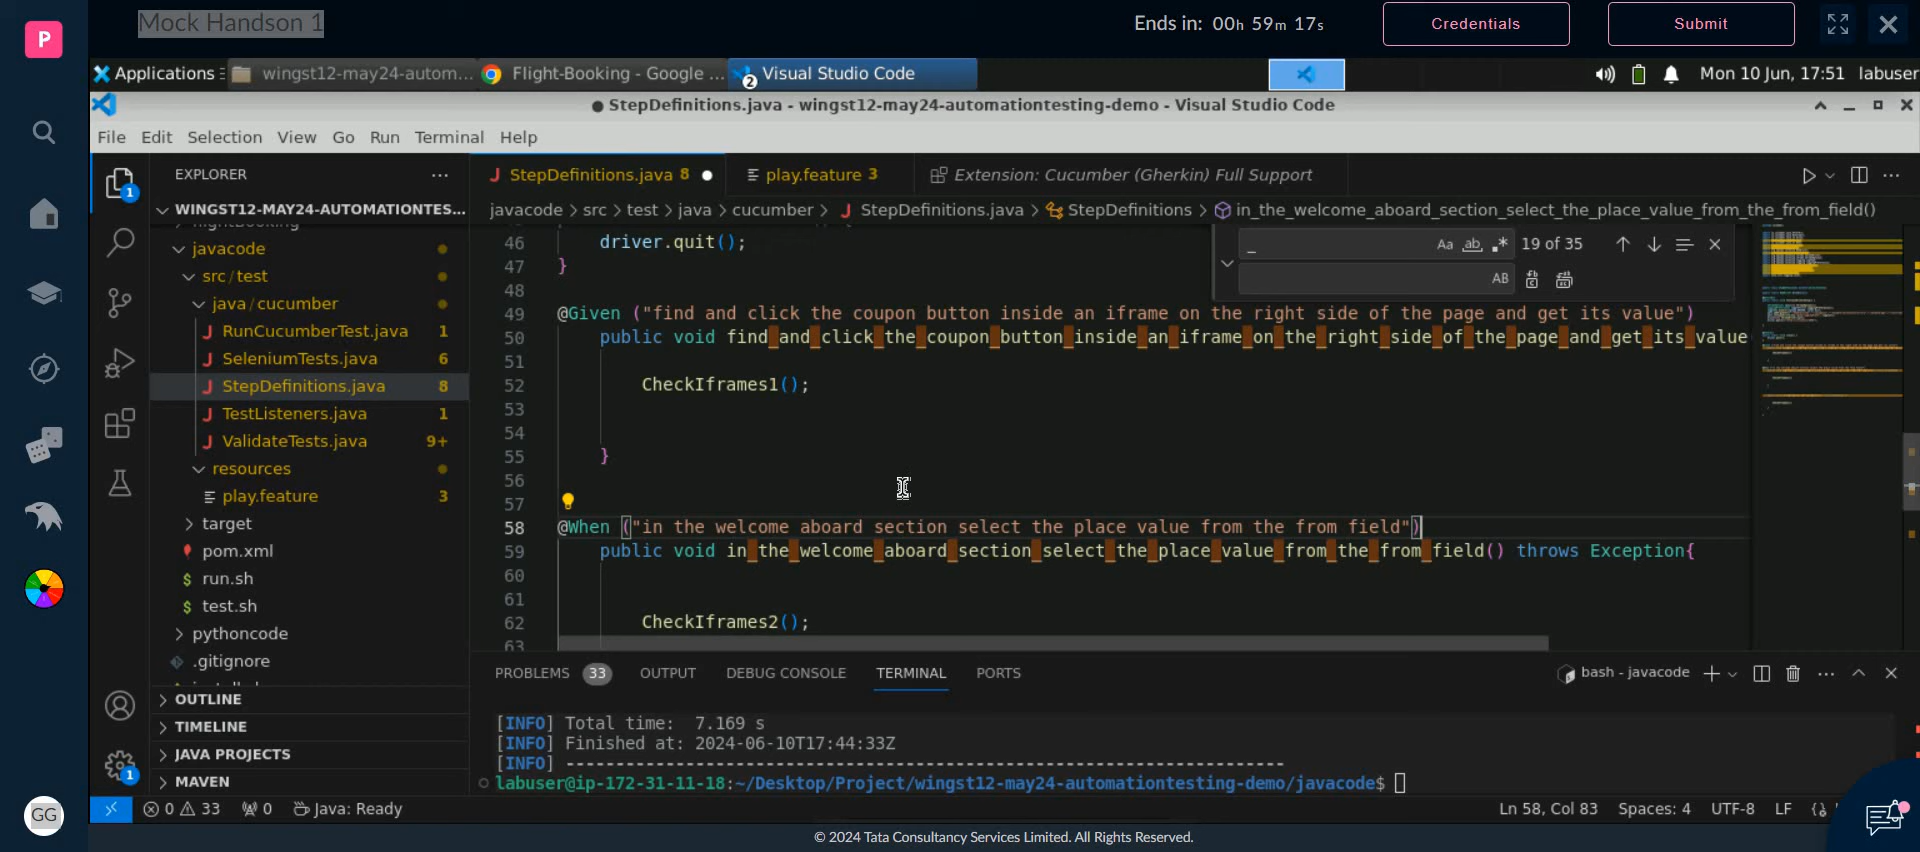 P
Mock Handson 1
Ends in: 00h 59m 17s
Credentials
Submit
Applications
wingst12-may24-autom...
Flight-Booking - Google ...
2
Visual Studio Code
Mon 10 Jun, 17:51
labuser
● StepDefinitions.java - wingst12-may24-automationtesting-demo - Visual Studio Code
File Edit Selection View Go Run Terminal Help
EXPLORER
StepDefinitions.java 8
play.feature 3
Extension: Cucumber (Gherkin) Full Support
WINGST12-MAY24-AUTOMATIONTES...
javacode > src > test > java > cucumber > StepDefinitions.java > StepDefinitions > in_the_welcome_aboard_section_select_the_place_value_from_the_from_field()
javacode
src/test
java/cucumber
RunCucumberTest.java 1
SeleniumTests.java 6
StepDefinitions.java 8
TestListeners.java 1
ValidateTests.java 9+
resources
play.feature 3
target
pom.xml
run.sh
test.sh
pythoncode
.gitignore
OUTLINE
TIMELINE
JAVA PROJECTS
MAVEN
1
1
GG
_ Aa ab .* 19 of 35
AB
46 driver.quit();
47 }
48
49 @Given ("find and click the coupon button inside an iframe on the right side of the page and get its value")
50 public void find_and_click_the_coupon_button_inside_an_iframe_on_the_right_side_of_the_page_and_get_its_value
51
52 CheckIframes1();
53
54
55 }
56
57
58 @When ("in the welcome aboard section select the place value from the from field")
59 public void in_the_welcome_aboard_section_select_the_place_value_from_the_from_field() throws Exception{
60
61
62 CheckIframes2();
63
PROBLEMS 33 OUTPUT DEBUG CONSOLE TERMINAL PORTS
bash - javacode
[INFO] Total time: 7.169 s
[INFO] Finished at: 2024-06-10T17:44:33Z
[INFO] ------------------------------------------------------------------------
labuser@ip-172-31-11-18:~/Desktop/Project/wingst12-may24-automationtesting-demo/javacode$
0 33 0 Java: Ready
Ln 58, Col 83 Spaces: 4 UTF-8 LF {}
© 2024 Tata Consultancy Services Limited. All Rights Reserved.